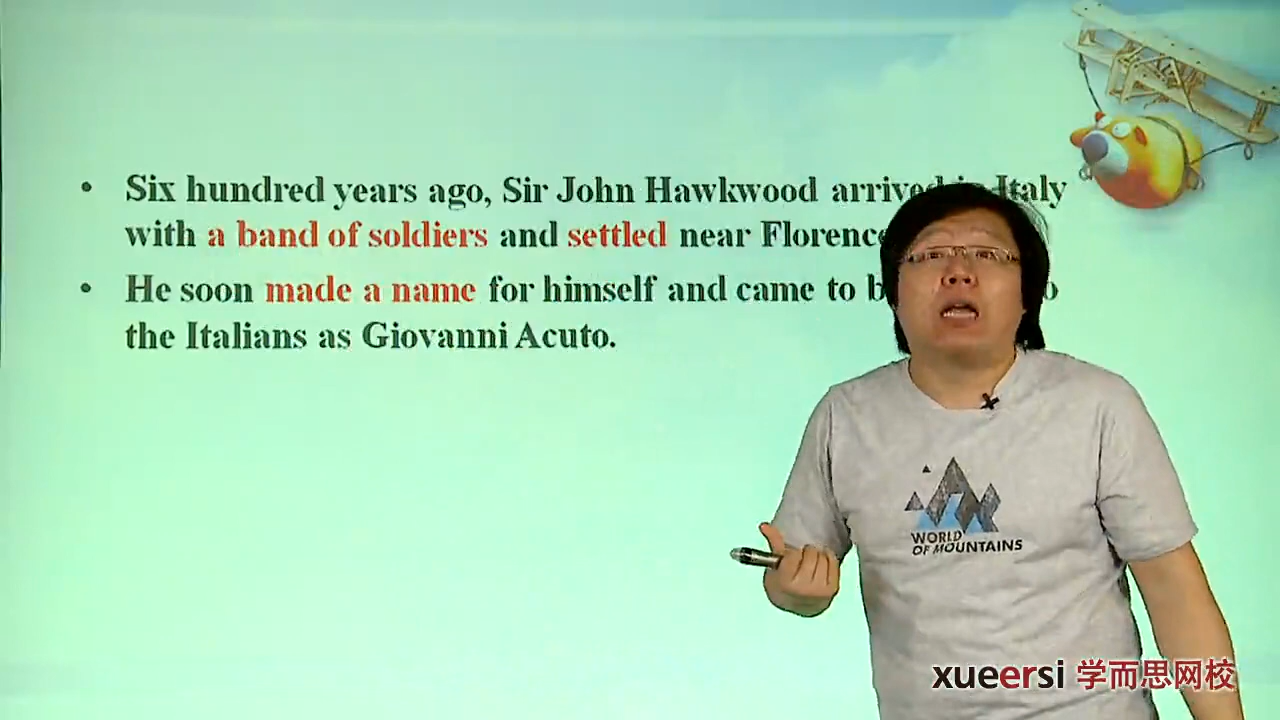 Six hundred years ago, Sir John Hawkwood arrived in Italy
with a band of soldiers and settled near Florence
He soon made a name for himself and came to
the Italians as Giovanni Acuto.
WORLD
OF MOUNTAINS
xueersi 学而思网校